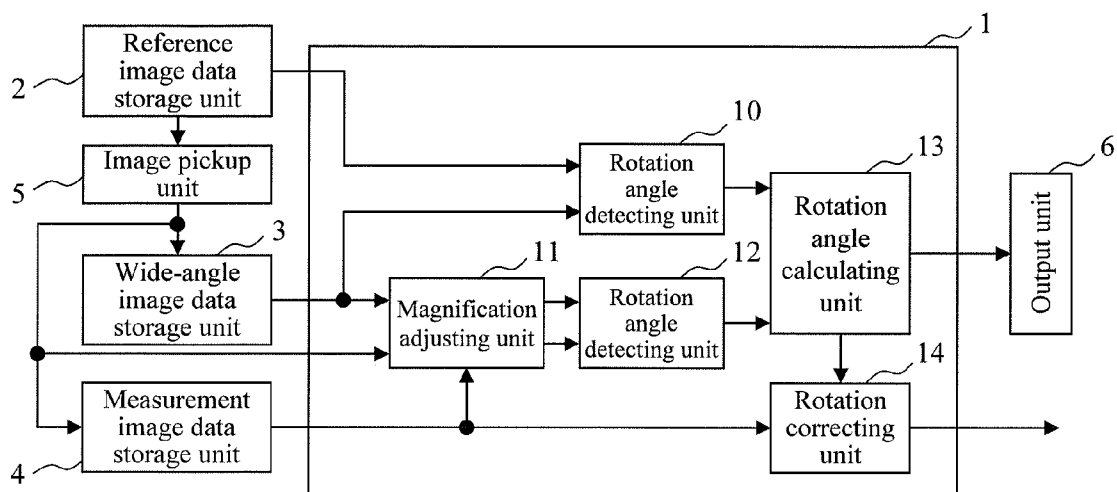 1
Reference
image data
storage unit
2
10
13
6
Image pickup
unit
5
Rotation
angle
detecting unit
Rotation
angle
calculating
unit
Output unit
3
11
12
Wide-angle
image data
storage unit
Magnification
adjusting unit
Rotation
angle
detecting unit
14
Measurement
image data
storage unit
4
Rotation
correcting
unit